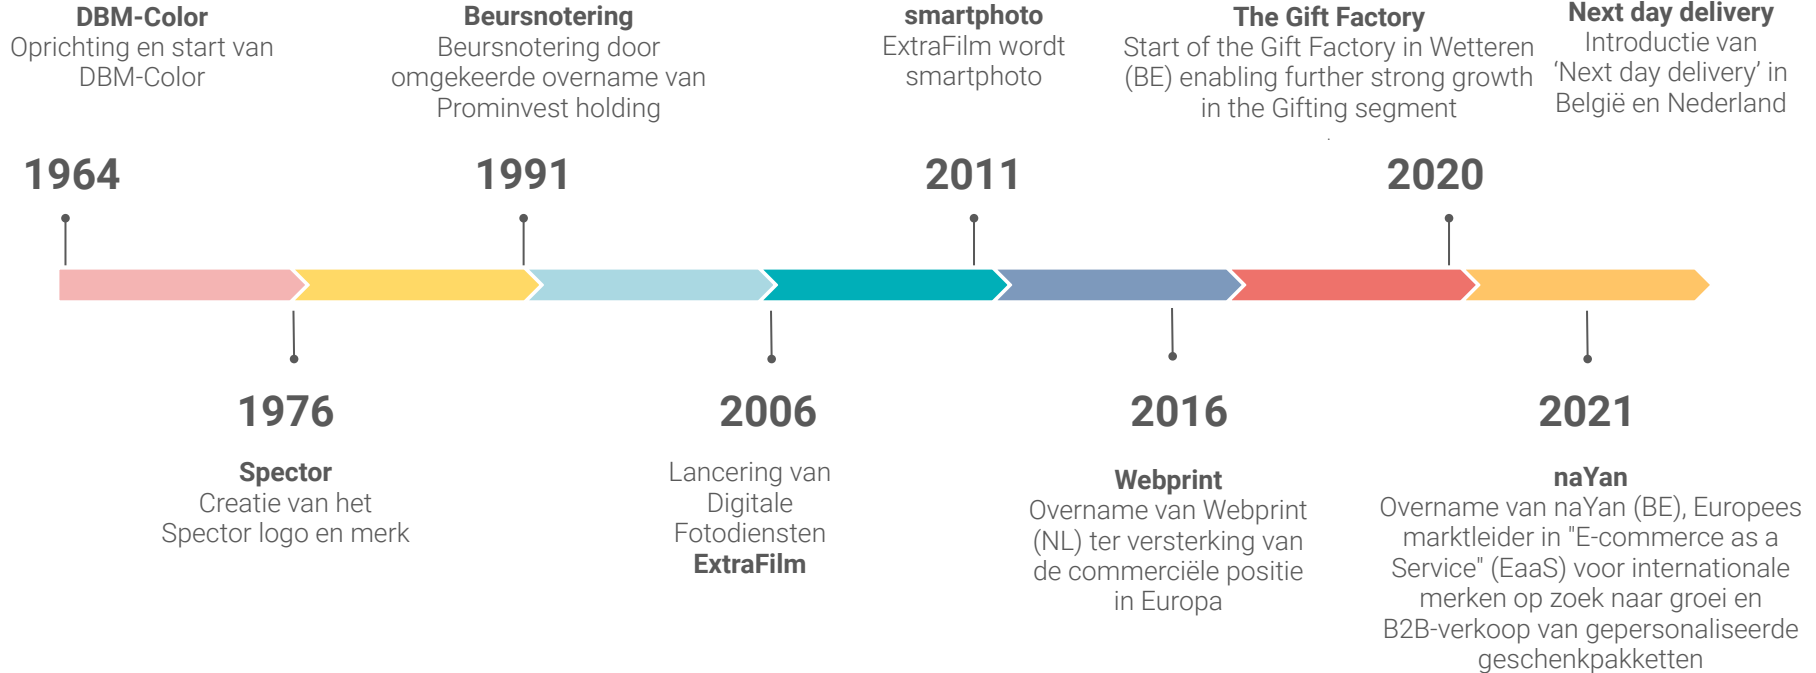 DBM-Color
Oprichting en start van
DBM-Color
1964
Beursnotering
Beursnotering door
omgekeerde overname van
Prominvest holding
1991
smartphoto
ExtraFilm wordt
smartphoto
2011
The Gift Factory
Start of the Gift Factory in Wetteren
(BE) enabling further strong growth
in the Gifting segment
.
2020
Next day delivery
Introductie van
‘Next day delivery’ in
België en Nederland
1976
Spector
Creatie van het
Spector logo en merk
2006
Lancering van
Digitale
Fotodiensten
ExtraFilm
2016
Webprint
Overname van Webprint
(NL) ter versterking van
de commerciële positie
in Europa
2021
naYan
Overname van naYan (BE), Europees
marktleider in "E-commerce as a
Service" (EaaS) voor internationale
merken op zoek naar groei en
B2B-verkoop van gepersonaliseerde
geschenkpakketten